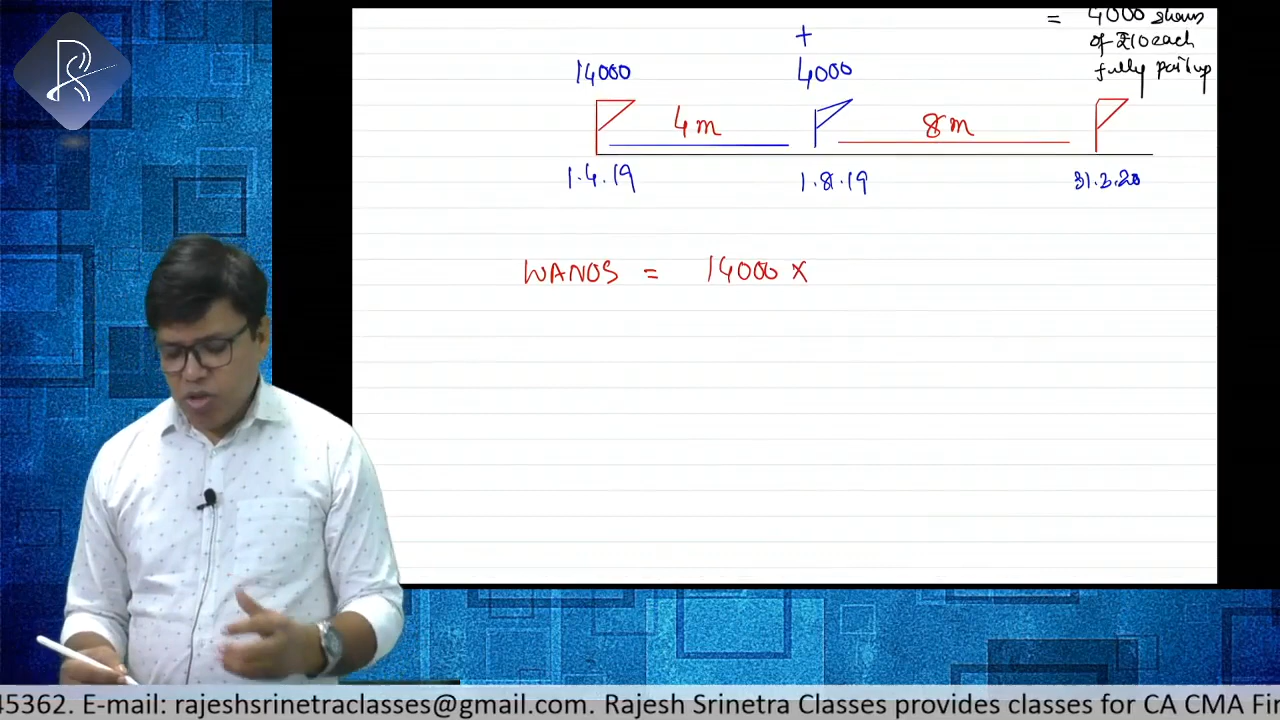 = 4000 shares
of ₹10 each
fully paid up
+
14000 4000
4m 8m
1.4.19 1.8.19 31.3.20
WANOS = 14000 x
45362. E-mail: rajeshsrinetraclasses@gmail.com. Rajesh Srinetra Classes provides classes for CA CMA Fin